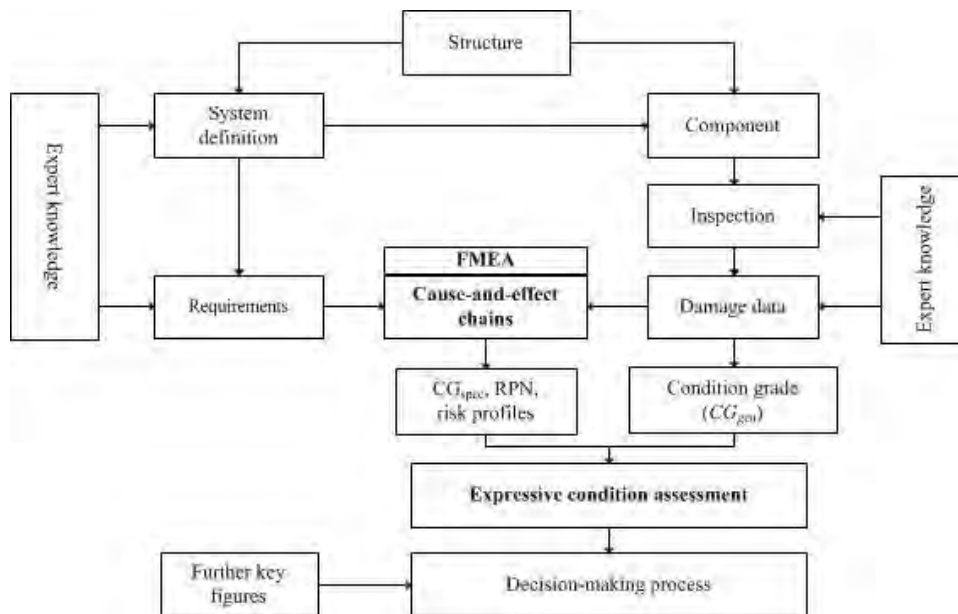 Structure
System
definition
Component
Expert knowledge
Inspection
Expert knowledge
FMEA
Requirements
Cause-and-effect
chains
Damage data
CGspec, RPN,
risk profiles
Condition grade
(CGgen)
Expressive condition assessment
Further key
figures
Decision-making process